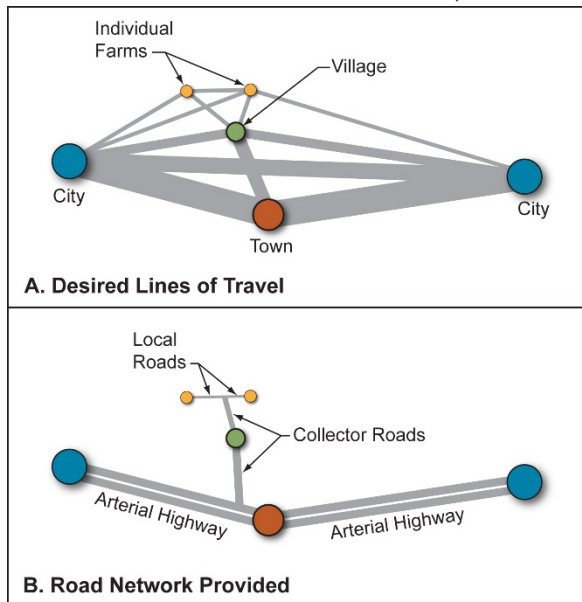 Individual
Farms
Village
City
City
Town
A. Desired Lines of Travel
Local
Roads
Collector Roads
Arterial Highway
Arterial Highway
B. Road Network Provided